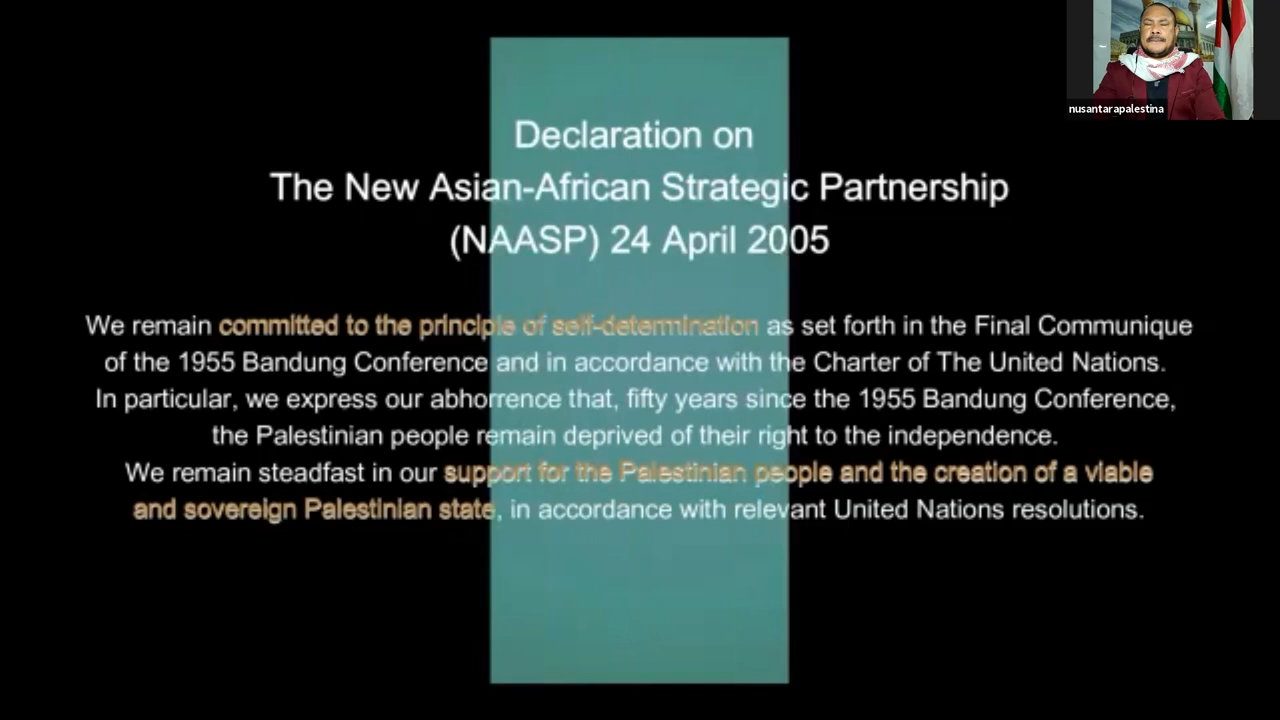 Declaration on
The New Asian-African Strategic Partnership
(NAASP) 24 April 2005
We remain committed to the principle of self-determination as set forth in the Final Communique
of the 1955 Bandung Conference and in accordance with the Charter of The United Nations.
In particular, we express our abhorrence that, fifty years since the 1955 Bandung Conference,
the Palestinian people remain deprived of their right to the independence.
We remain steadfast in our support for the Palestinian people and the creation of a viable
and sovereign Palestinian state, in accordance with relevant United Nations resolutions.
nusantarapalestina